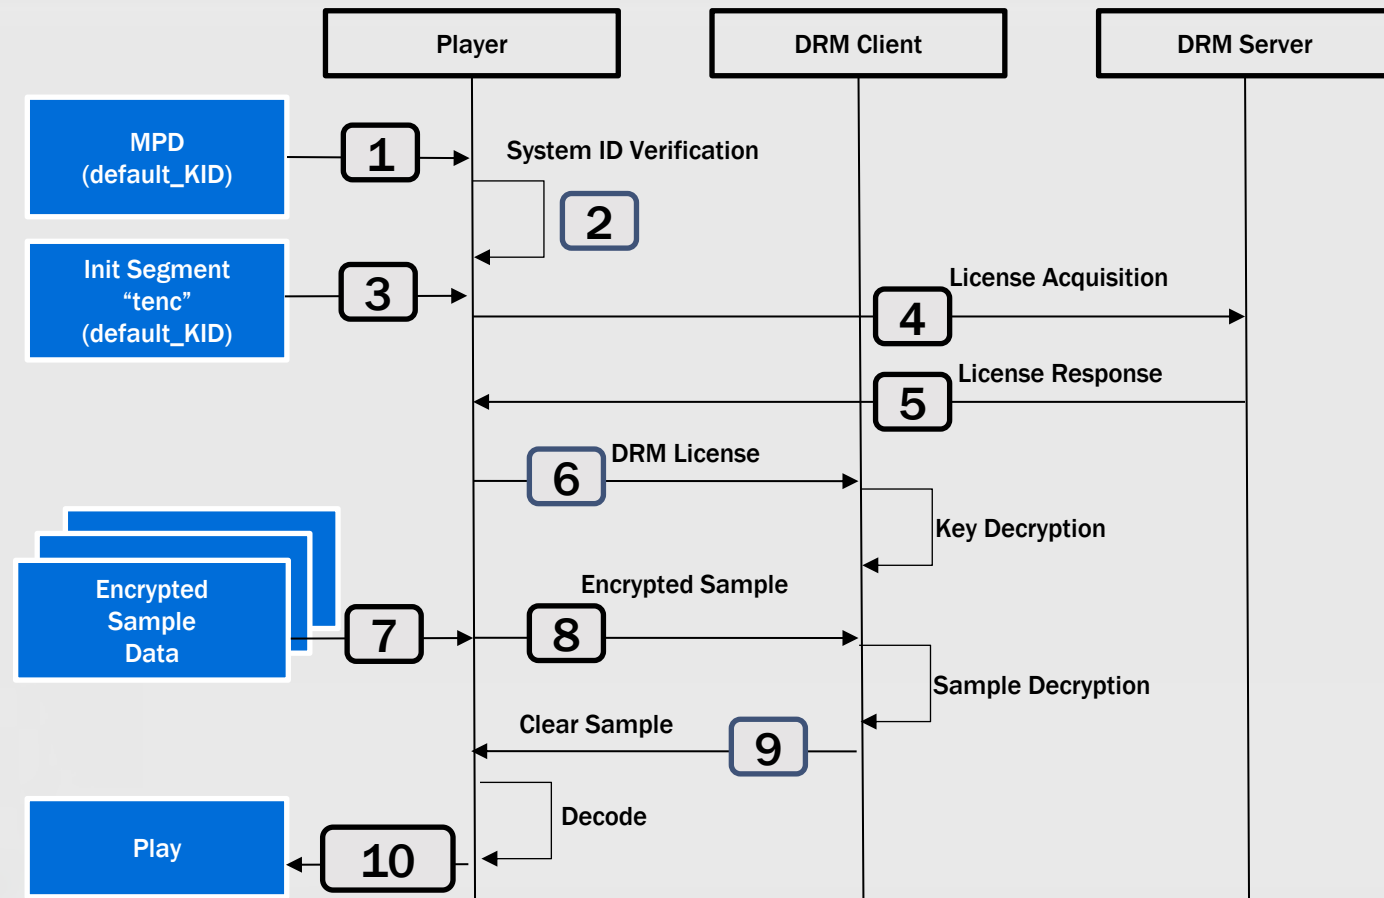 Player
DRM Client
DRM Server
MPD
(default_KID)
1
System ID Verification
2
Init Segment
“tenc”
(default_KID)
3
License Acquisition
4
License Response
5
DRM License
6
Key Decryption
Encrypted
Sample
Data
7
Encrypted Sample
8
Sample Decryption
Clear Sample
9
Decode
Play
10